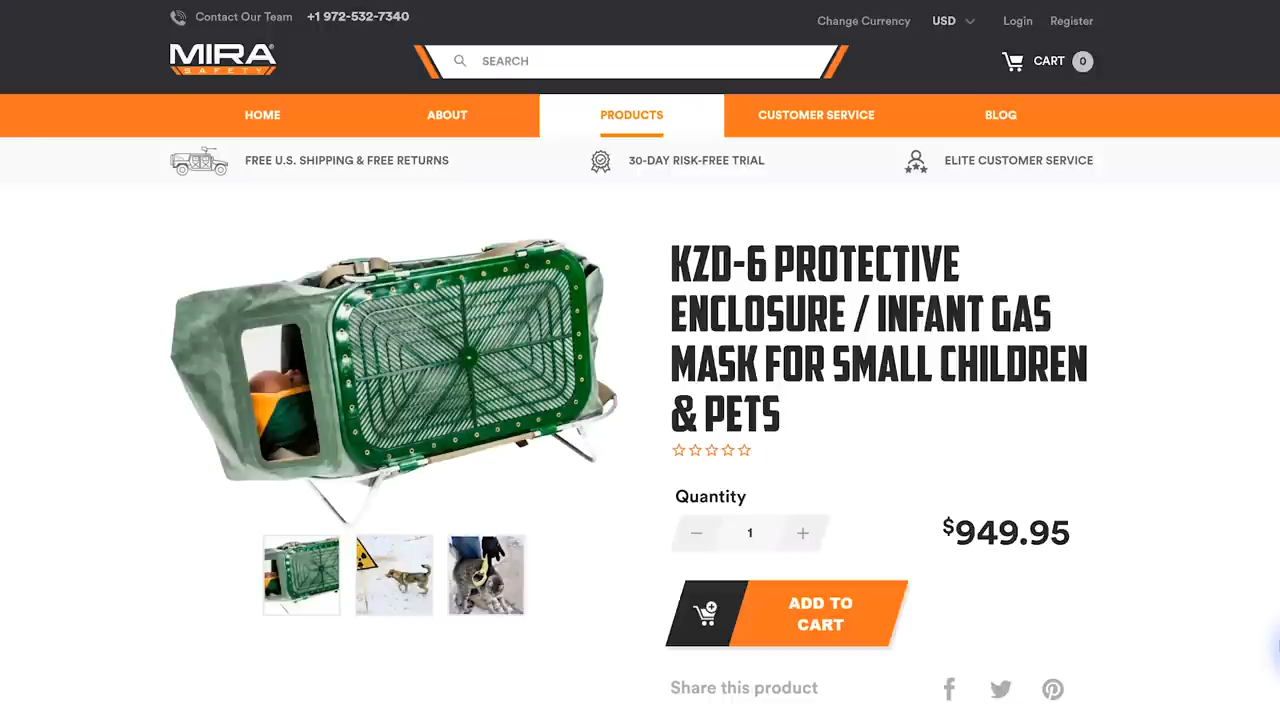 Contact Our Team +1 972-532-7340
Change Currency USD Login Register
MIRA
SAFETY
SEARCH
CART 0
HOME ABOUT PRODUCTS CUSTOMER SERVICE BLOG
FREE U.S. SHIPPING & FREE RETURNS 30-DAY RISK-FREE TRIAL ELITE CUSTOMER SERVICE
KZD-6 PROTECTIVE
ENCLOSURE / INFANT GAS
MASK FOR SMALL CHILDREN
& PETS
Quantity
1
$949.95
ADD TO
CART
Share this product